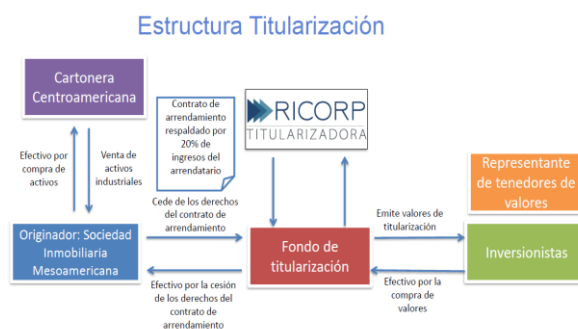 Estructura Titularización
Cartonera
Centroamericana
Contrato de
arrendamiento
respaldado por
20% de
ingresos del
arrendatario
RICORP
TITULARIZADORA
Efectivo por
compra de
activos
Venta de
activos
industriales
Representante
de tenedores de
valores
Cede de los derechos
del contrato de
arrendamiento
Emite valores de
titularización
Originador: Sociedad
Inmobiliaria
Mesoamericana
Fondo de
titularización
Inversionistas
Efectivo por la cesión
de los derechos del
contrato de
arrendamiento
Efectivo por la
compra de
valores